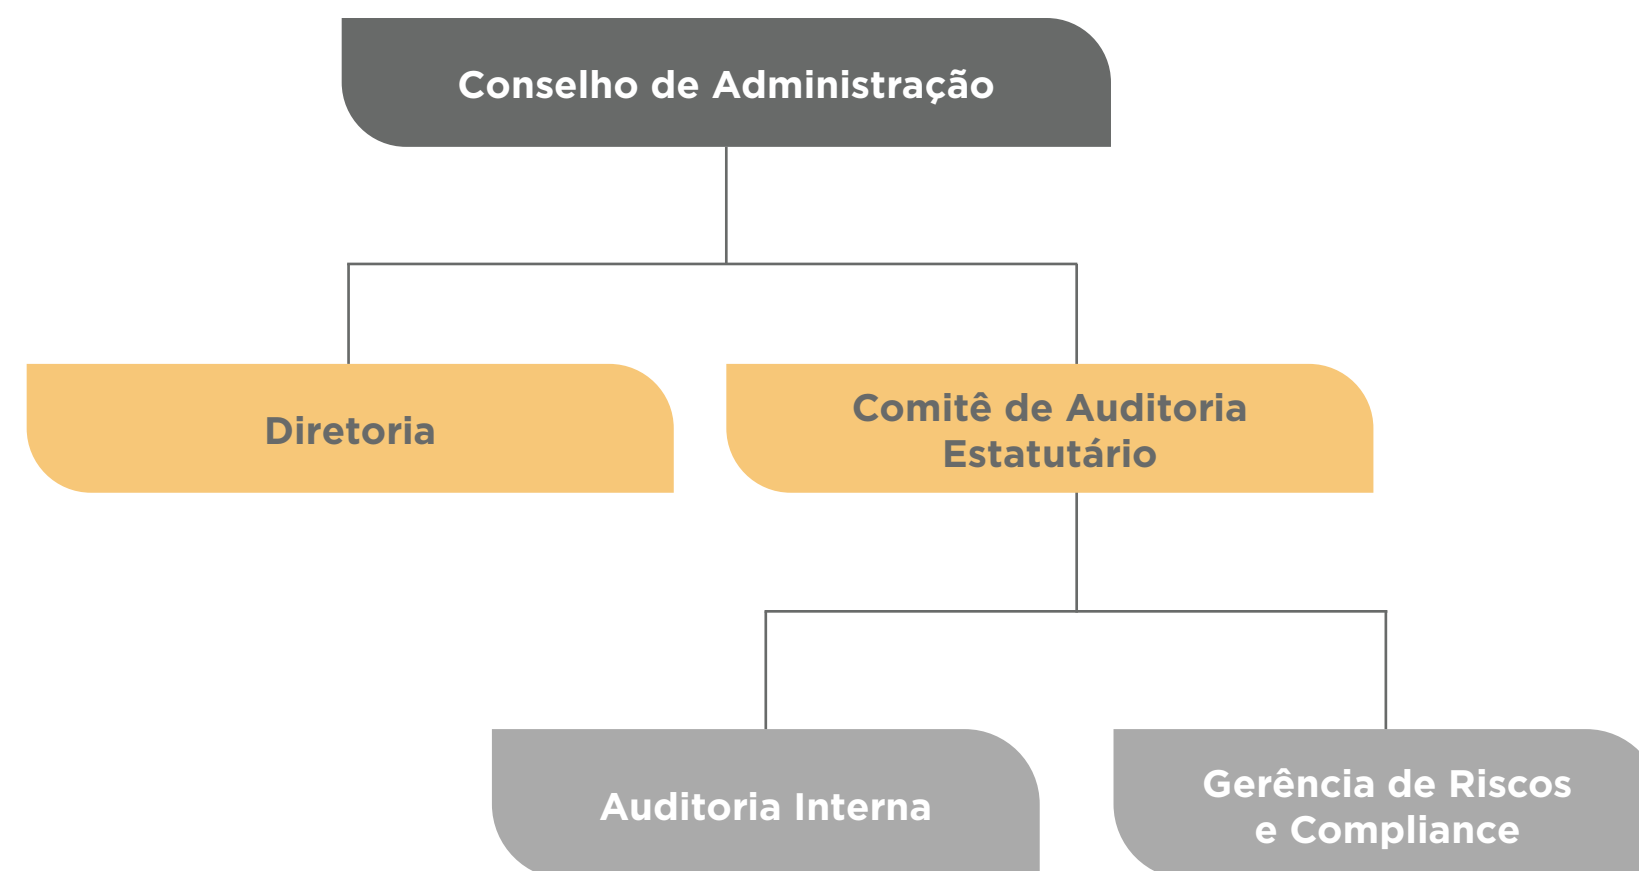 Conselho de Administração
Diretoria
Comitê de Auditoria
Estatutário
Auditoria Interna
Gerência de Riscos
e Compliance